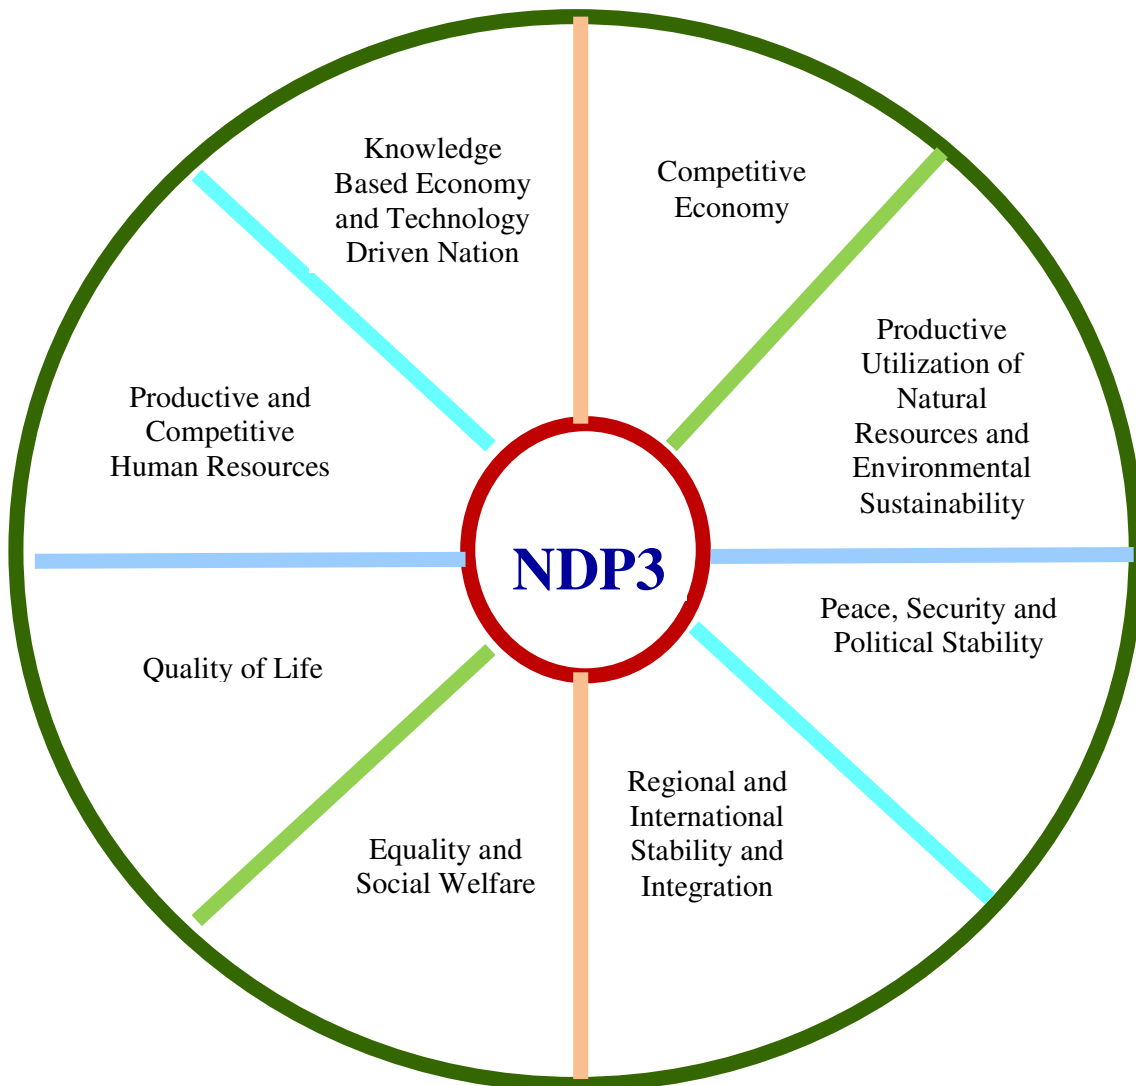 Knowledge
Based Economy
and Technology
Driven Nation
Competitive
Economy
Productive
Utilization of
Natural
Resources and
Environmental
Sustainability
Productive and
Competitive
Human Resources
NDP3
Peace, Security and
Political Stability
Quality of Life
Regional and
International
Stability and
Integration
Equality and
Social Welfare